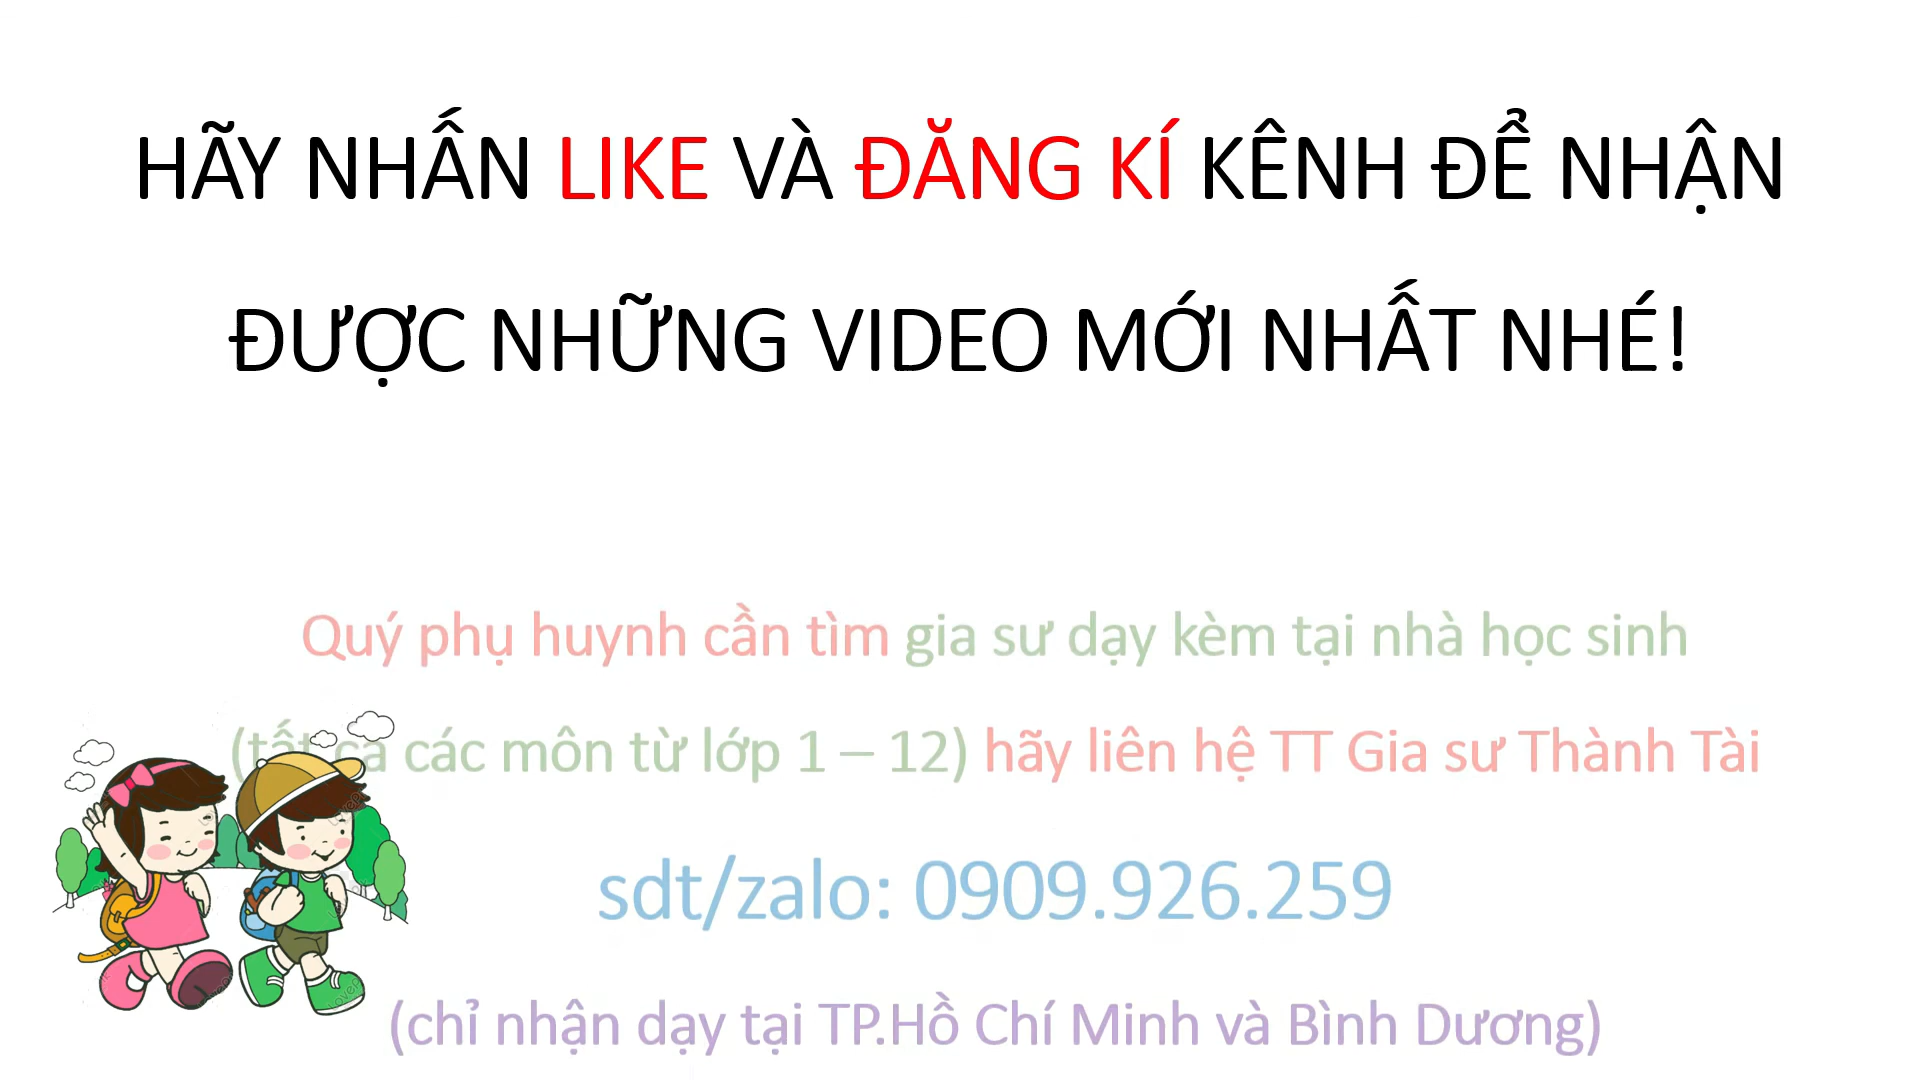 HÃY NHẤN LIKE VÀ ĐĂNG KÍ KÊNH ĐỂ NHẬN
ĐƯỢC NHỮNG VIDEO MỚI NHẤT NHÉ!
Quý phụ huynh cần tìm gia sư dạy kèm tại nhà học sinh
(tất cả các môn từ lớp 1 – 12) hãy liên hệ TT Gia sư Thành Tài
sdt/zalo: 0909.926.259
(chỉ nhận dạy tại TP.Hồ Chí Minh và Bình Dương)